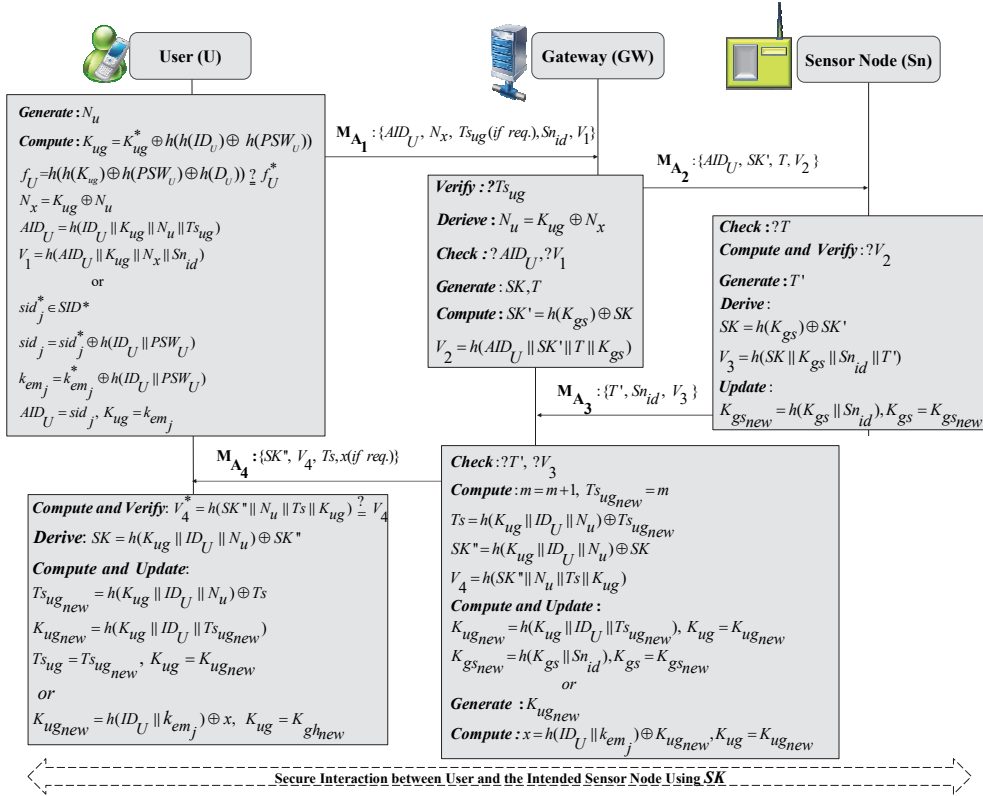 User (U)
Gateway (GW)
Sensor Node (Sn)
Generate : N_u
Compute : K_ug = K*_ug ⊕ h(h(ID_U) ⊕ h(PSW_U))
f_U = h(h(K_ug) ⊕ h(PSW_U) ⊕ h(D_U)) ≟ f*_U
N_x = K_ug ⊕ N_u
AID_U = h(ID_U || K_ug || N_u || Ts_ug)
V_1 = h(AID_U || K_ug || N_x || Sn_id)
or
sid*_j ∈ SID*
sid_j = sid*_j ⊕ h(ID_U || PSW_U)
k_em_j = k*_em_j ⊕ h(ID_U || PSW_U)
AID_U = sid_j, K_ug = k_em_j
M_A1 : {AID_U, N_x, Ts_ug (if req.), Sn_id, V_1}
Verify : ?Ts_ug
Derieve : N_u = K_ug ⊕ N_x
Check : ? AID_U, ?V_1
Generate : SK, T
Compute : SK' = h(K_gs) ⊕ SK
V_2 = h(AID_U || SK' || T || K_gs)
M_A2 : {AID_U, SK', T, V_2}
Check : ?T
Compute and Verify : ?V_2
Generate : T'
Derive :
SK = h(K_gs) ⊕ SK'
V_3 = h(SK || K_gs || Sn_id || T')
Update :
K_gs_new = h(K_gs || Sn_id), K_gs = K_gs_new
M_A3 : {T', Sn_id, V_3}
Check : ?T', ?V_3
Compute : m = m+1, Ts_ug_new = m
Ts = h(K_ug || ID_U || N_u) ⊕ Ts_ug_new
SK" = h(K_ug || ID_U || N_u) ⊕ SK
V_4 = h(SK" || N_u || Ts || K_ug)
Compute and Update :
K_ug_new = h(K_ug || ID_U || Ts_ug_new), K_ug = K_ug_new
K_gs_new = h(K_gs || Sn_id), K_gs = K_gs_new
or
Generate : K_ug_new
Compute : x = h(ID_U || k_em_j) ⊕ K_ug_new, K_ug = K_ug_new
M_A4 : {SK", V_4, Ts, x (if req.)}
Compute and Verify: V*_4 = h(SK" || N_u || Ts || K_ug) ≟ V_4
Derive: SK = h(K_ug || ID_U || N_u) ⊕ SK"
Compute and Update:
Ts_ug_new = h(K_ug || ID_U || N_u) ⊕ Ts
K_ug_new = h(K_ug || ID_U || Ts_ug_new)
Ts_ug = Ts_ug_new, K_ug = K_ug_new
or
K_ug_new = h(ID_U || k_em_j) ⊕ x, K_ug = K_gh_new
Secure Interaction between User and the Intended Sensor Node Using SK